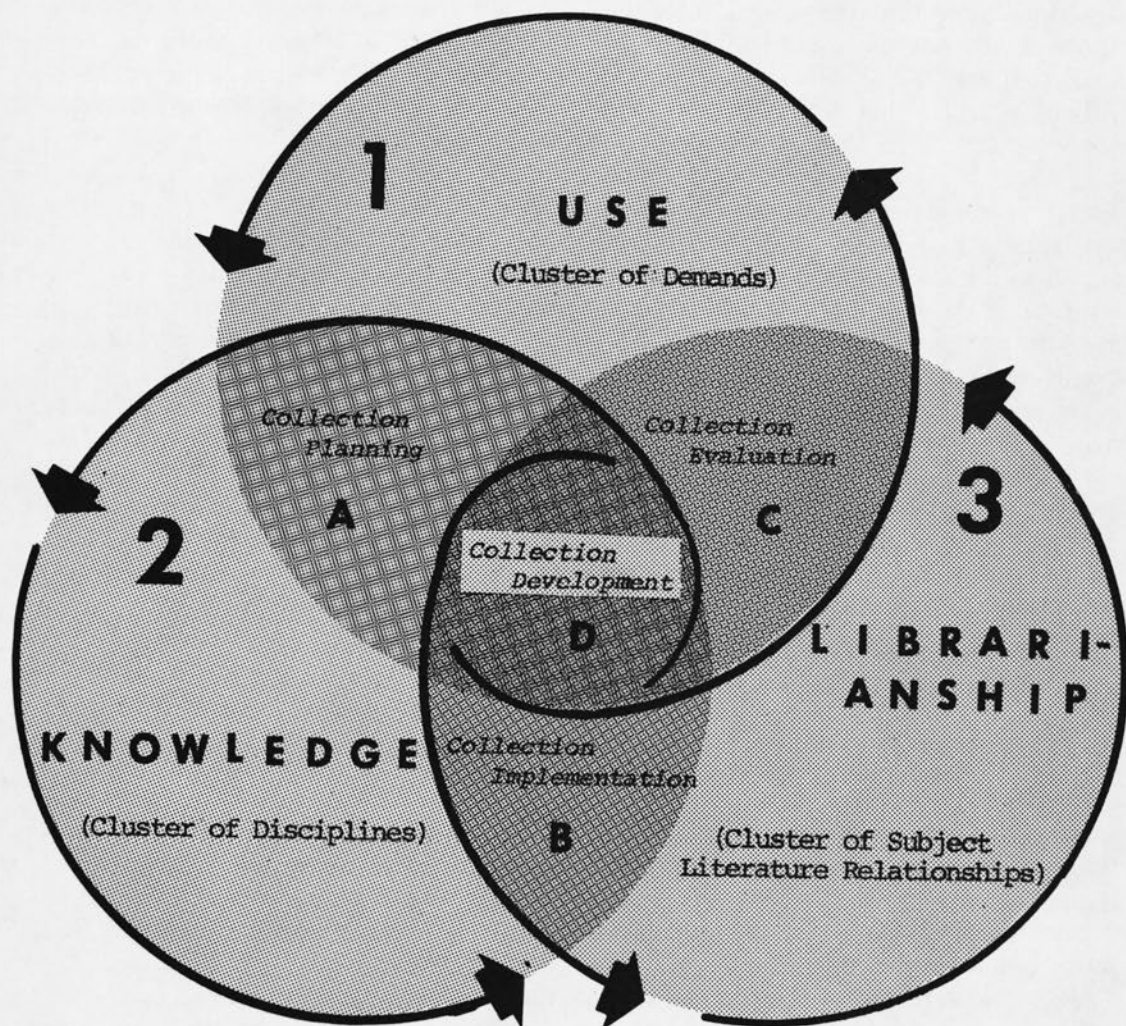 1
USE
(Cluster of Demands)
Collection
Planning
A
Collection
Evaluation
C
2
3
Collection
Development
D
LIBRARI-
ANSHIP
KNOWLEDGE
(Cluster of Disciplines)
Collection
Implementation
B
(Cluster of Subject
Literature Relationships)